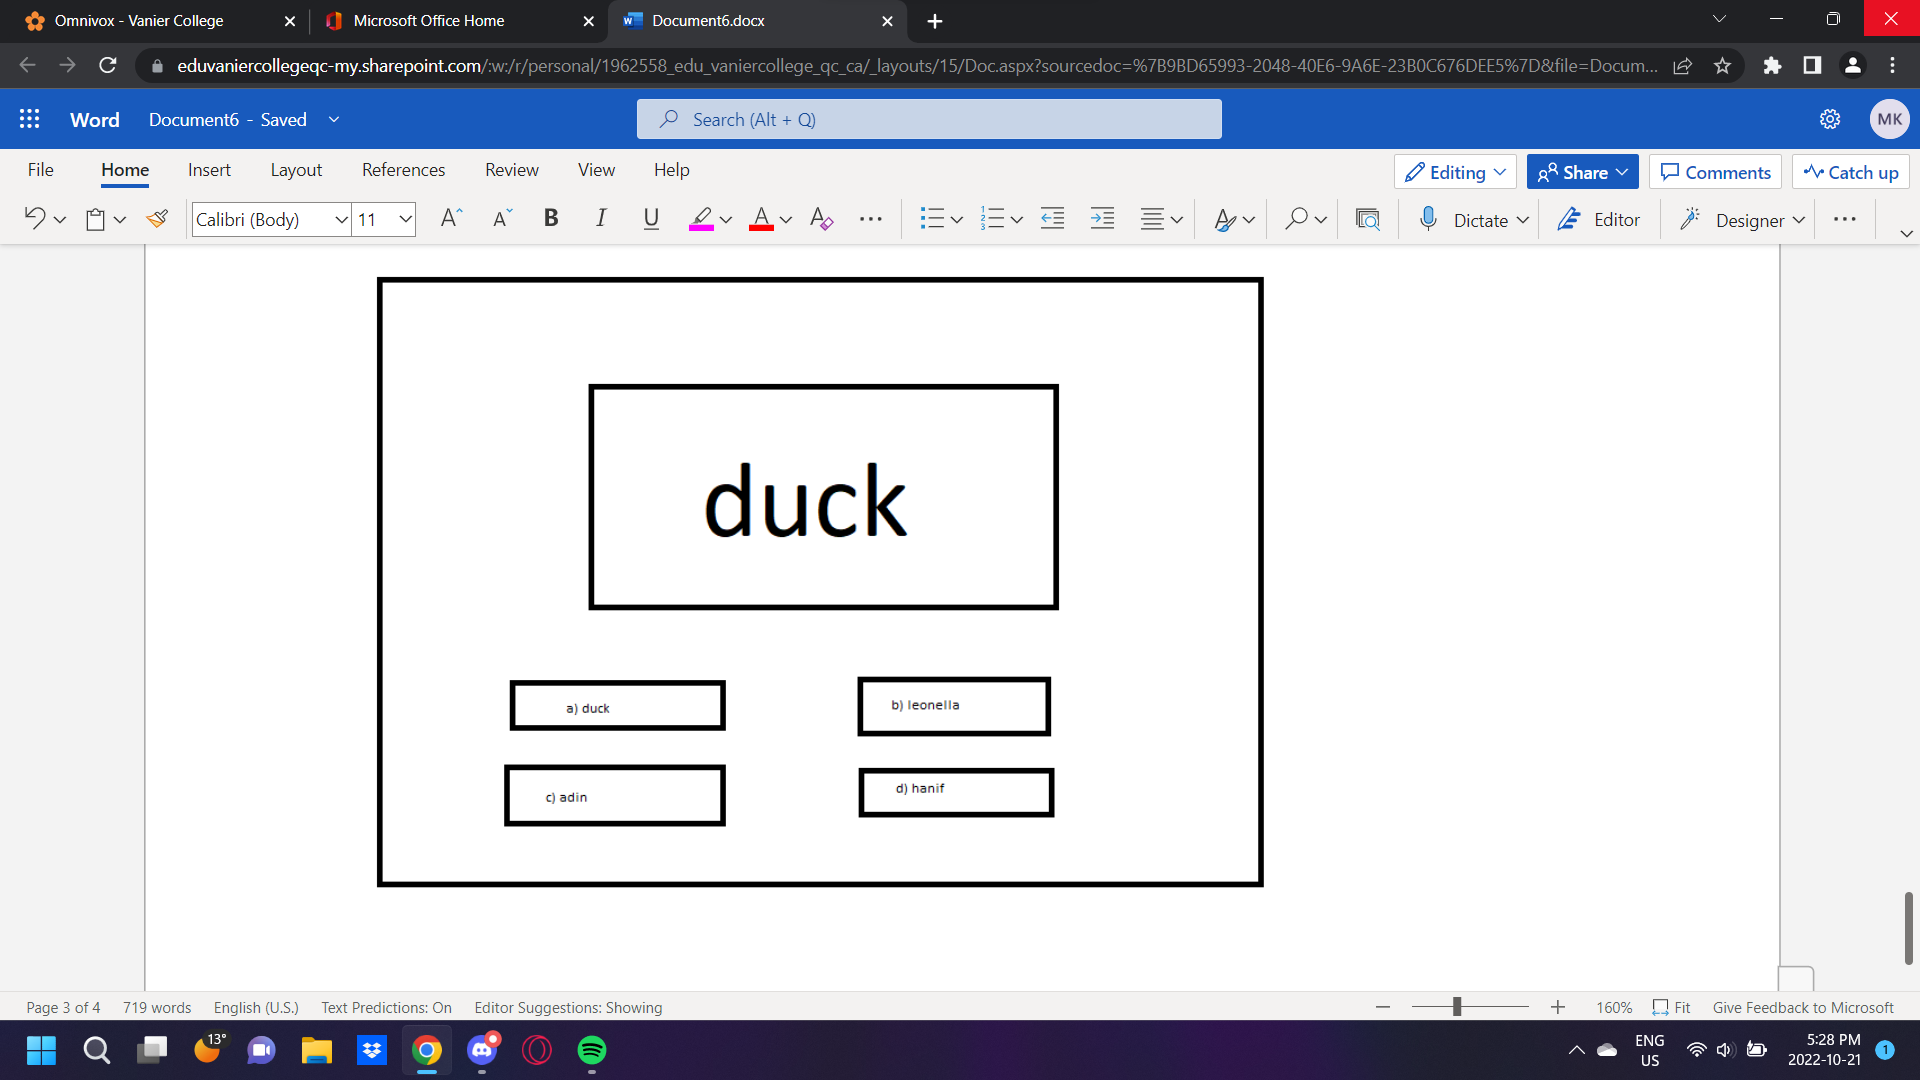 Omnivox - Vanier College
Microsoft Office Home
Document6.docx
eduvaniercollegeqc-my.sharepoint.com/:w:/r/personal/1962558_edu_vaniercollege_qc_ca/_layouts/15/Doc.aspx?sourcedoc=%7B9BD65993-2048-40E6-9A6E-23B0C676DEE5%7D&file=Docum...
Word Document6 - Saved
Search (Alt + Q)
MK
File Home Insert Layout References Review View Help
Editing Share Comments Catch up
Calibri (Body) 11
A A B I U A A
Dictate Editor Designer
duck
a) duck
b) leonella
c) adin
d) hanif
Page 3 of 4 719 words English (U.S.) Text Predictions: On Editor Suggestions: Showing
160% Fit Give Feedback to Microsoft
13°
ENG
US
5:28 PM
2022-10-21
1